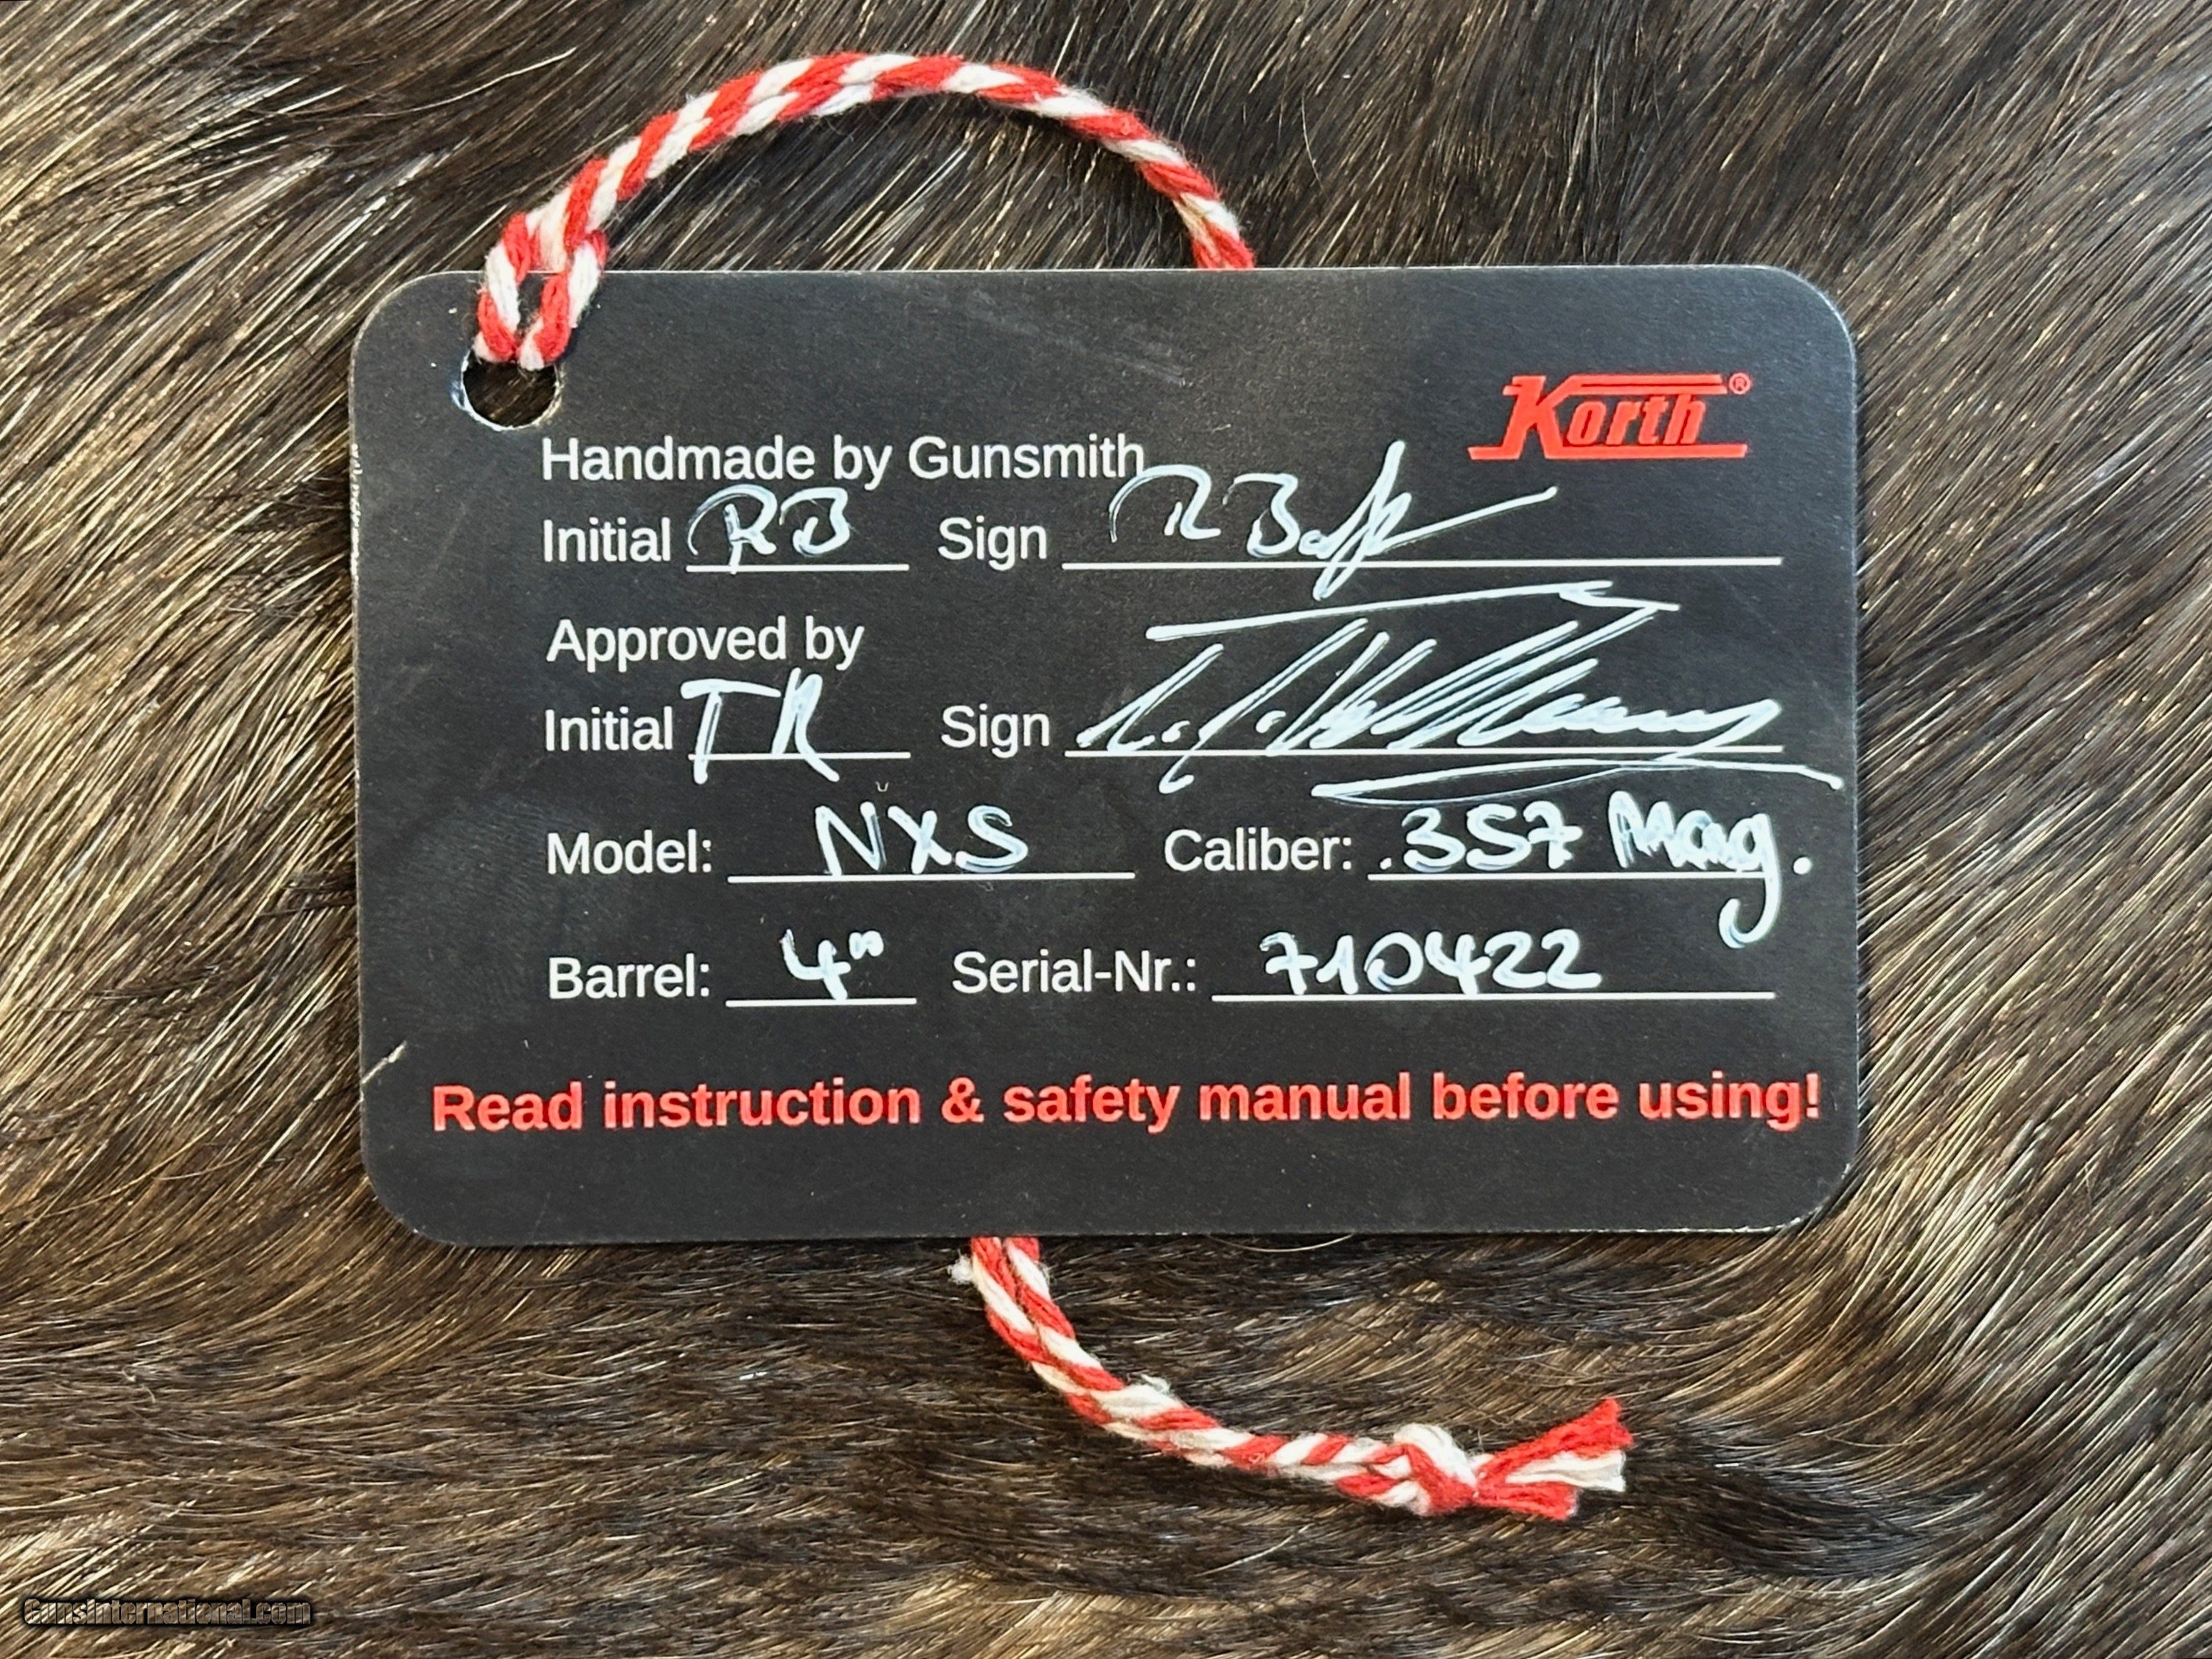 Korth®
Handmade by Gunsmith
Initial RB Sign
Approved by
Initial TR Sign
Model: NXS Caliber: .357 Mag.
Barrel: 4" Serial-Nr.: 710422
Read instruction & safety manual before using!
GunsInternational.com